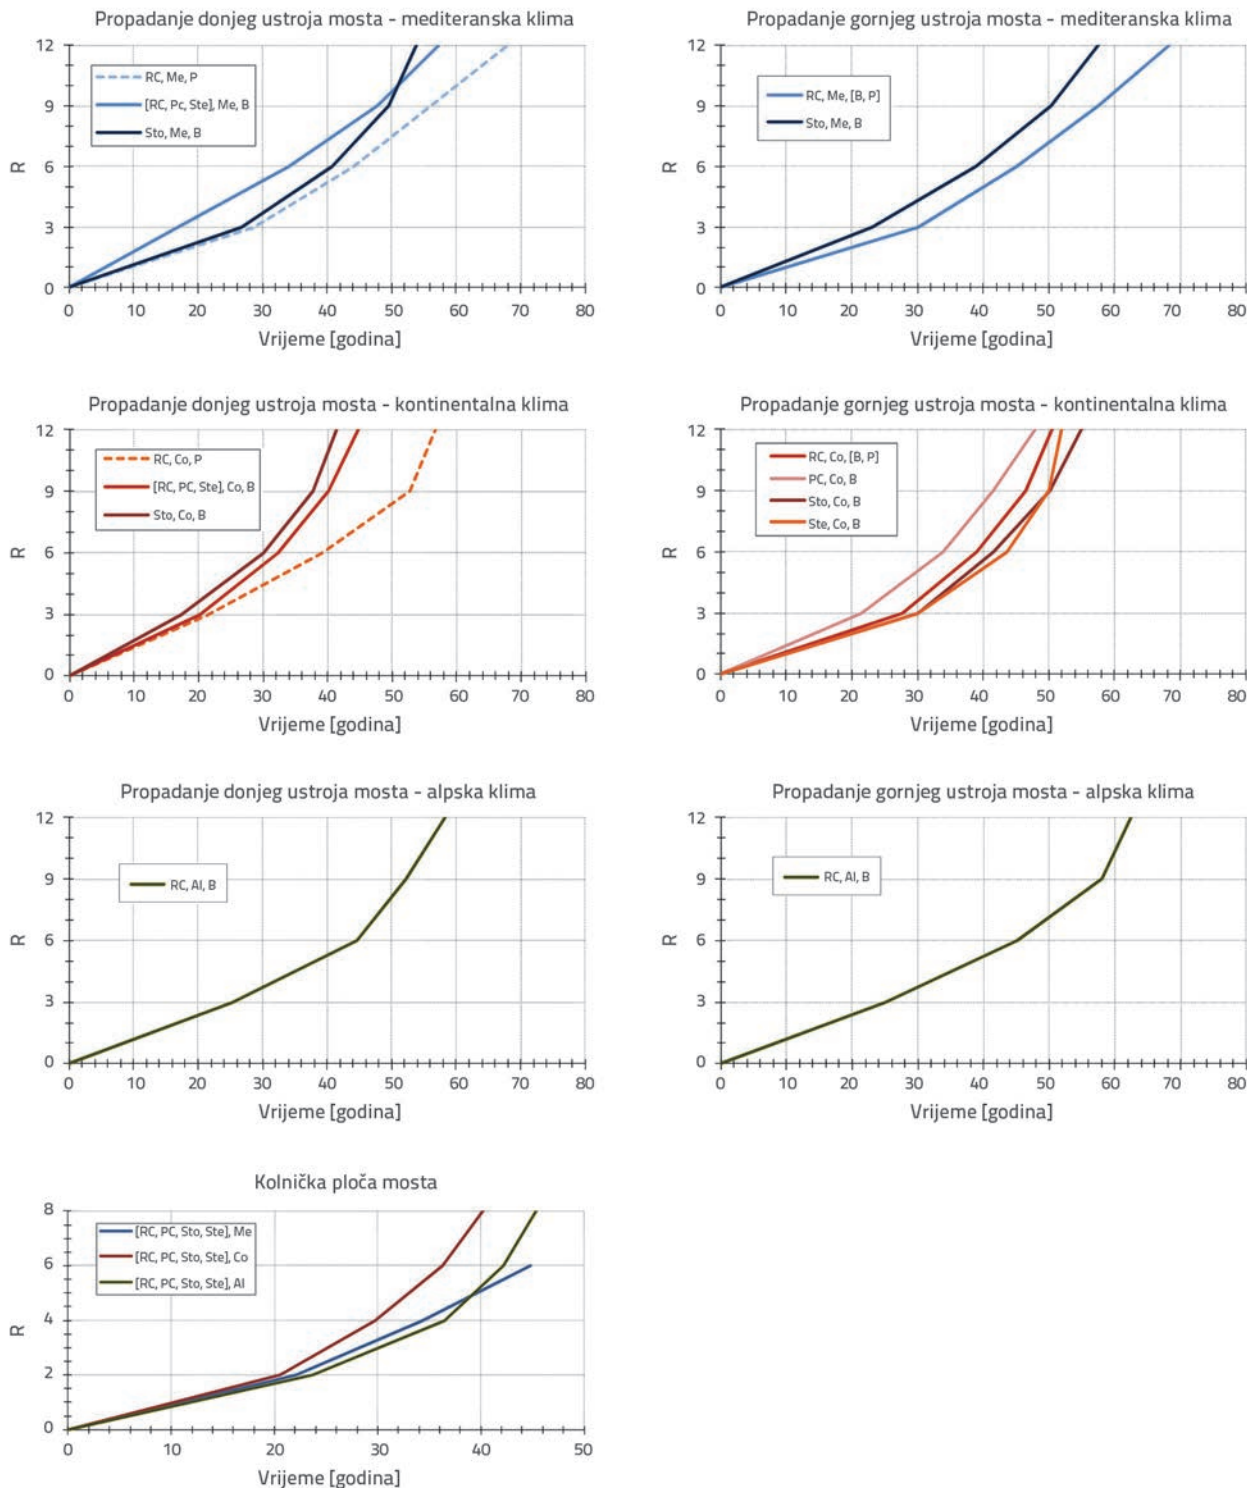 Propadanje donjeg ustroja mosta - mediteranska klima
12
9
6
3
0
R
RC, Me, P
[RC, Pc, Ste], Me, B
Sto, Me, B
0 10 20 30 40 50 60 70 80
Vrijeme [godina]
Propadanje gornjeg ustroja mosta - mediteranska klima
12
9
6
3
0
R
RC, Me, [B, P]
Sto, Me, B
0 10 20 30 40 50 60 70 80
Vrijeme [godina]
Propadanje donjeg ustroja mosta - kontinentalna klima
12
9
6
3
0
R
RC, Co, P
[RC, PC, Ste], Co, B
Sto, Co, B
0 10 20 30 40 50 60 70 80
Vrijeme [godina]
Propadanje gornjeg ustroja mosta - kontinentalna klima
12
9
6
3
0
R
RC, Co, [B, P]
PC, Co, B
Sto, Co, B
Ste, Co, B
0 10 20 30 40 50 60 70 80
Vrijeme [godina]
Propadanje donjeg ustroja mosta - alpska klima
12
9
6
3
0
R
RC, Al, B
0 10 20 30 40 50 60 70 80
Vrijeme [godina]
Propadanje gornjeg ustroja mosta - alpska klima
12
9
6
3
0
R
RC, Al, B
0 10 20 30 40 50 60 70 80
Vrijeme [godina]
Kolnička ploča mosta
8
6
4
2
0
R
[RC, PC, Sto, Ste], Me
[RC, PC, Sto, Ste], Co
[RC, PC, Sto, Ste], Al
0 10 20 30 40 50
Vrijeme [godina]